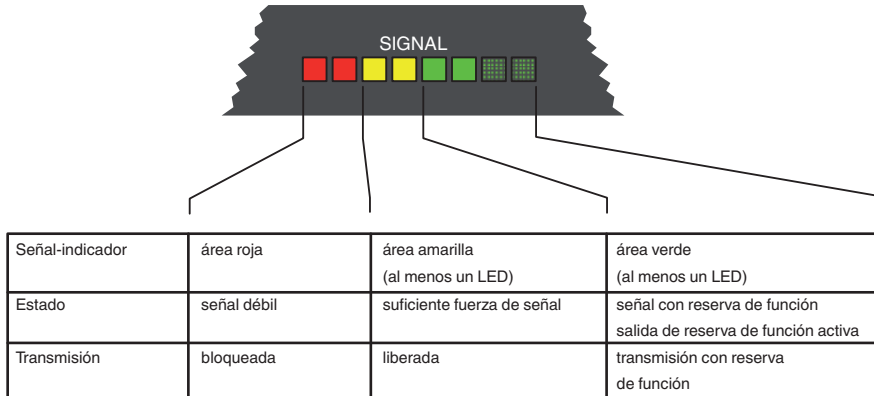 SIGNAL
Señal-indicador
área roja
área amarilla
(al menos un LED)
área verde
(al menos un LED)
Estado
señal débil
suficiente fuerza de señal
señal con reserva de función
salida de reserva de función activa
Transmisión
bloqueada
liberada
transmisión con reserva
de función